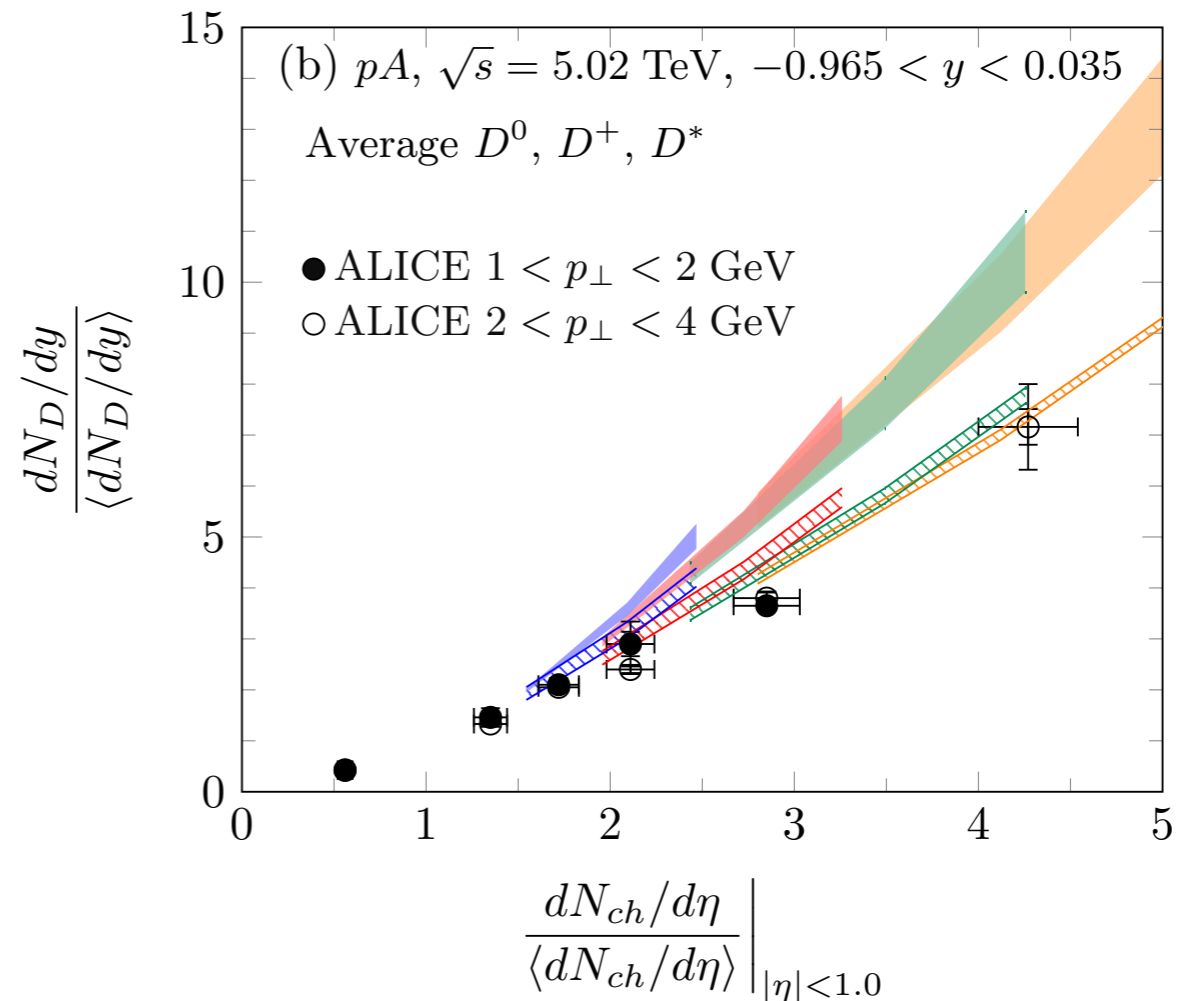 (b) pA, √s = 5.02 TeV, −0.965 < y < 0.035
Average D⁰, D⁺, D*
● ALICE 1 < p⊥ < 2 GeV
○ ALICE 2 < p⊥ < 4 GeV
dN_D/dy
⟨dN_D/dy⟩
15
10
5
0
0 1 2 3 4 5
dN_ch/dη
⟨dN_ch/dη⟩ |_|η|<1.0